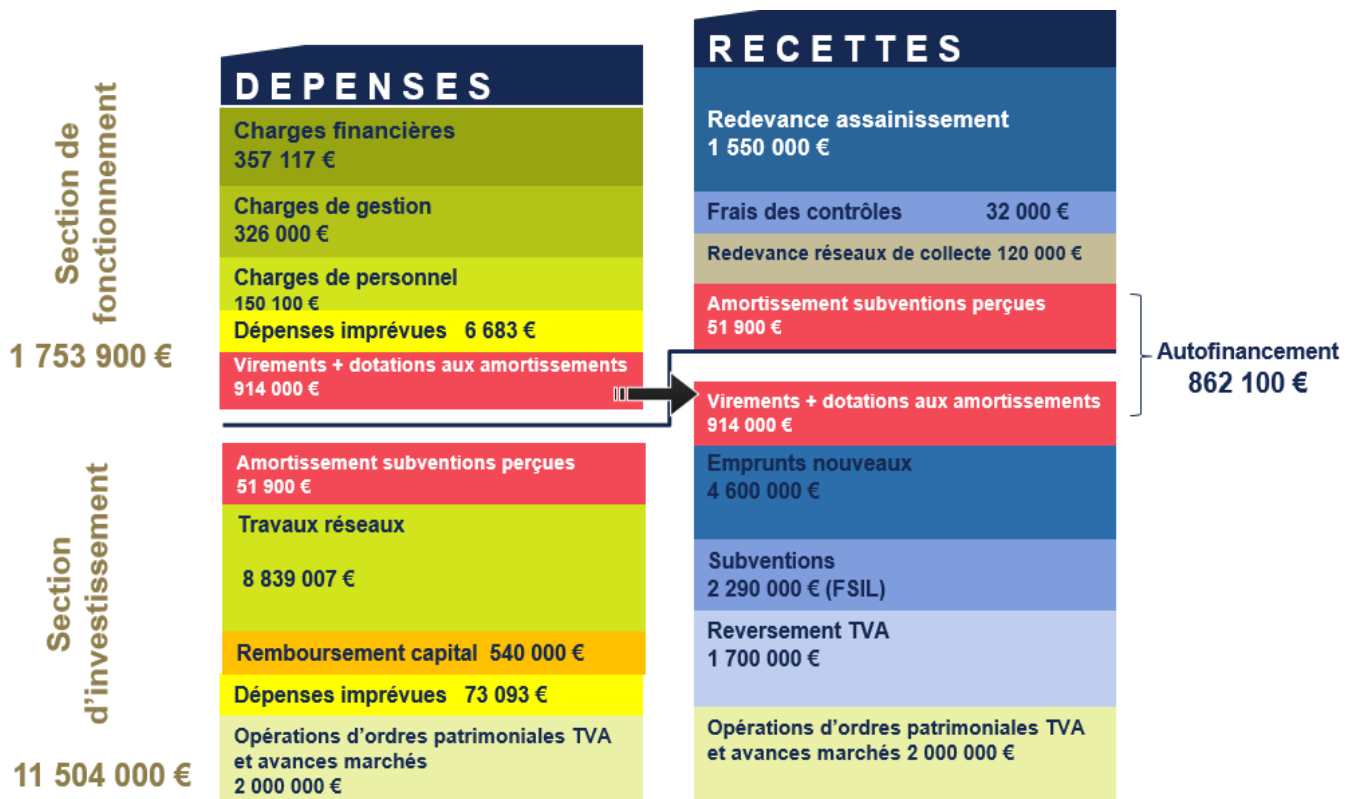 DEPENSES
RECETTES
Section de
fonctionnement
1 753 900 €
Charges financières
357 117 €
Charges de gestion
326 000 €
Charges de personnel
150 100 €
Dépenses imprévues 6 683 €
Virements + dotations aux amortissements
914 000 €
Redevance assainissement
1 550 000 €
Frais des contrôles 32 000 €
Redevance réseaux de collecte 120 000 €
Amortissement subventions perçues
51 900 €
Autofinancement
862 100 €
Section
d'investissement
11 504 000 €
Amortissement subventions perçues
51 900 €
Travaux réseaux
8 839 007 €
Remboursement capital 540 000 €
Dépenses imprévues 73 093 €
Opérations d'ordres patrimoniales TVA
et avances marchés
2 000 000 €
Virements + dotations aux amortissements
914 000 €
Emprunts nouveaux
4 600 000 €
Subventions
2 290 000 € (FSIL)
Reversement TVA
1 700 000 €
Opérations d'ordres patrimoniales TVA
et avances marchés 2 000 000 €